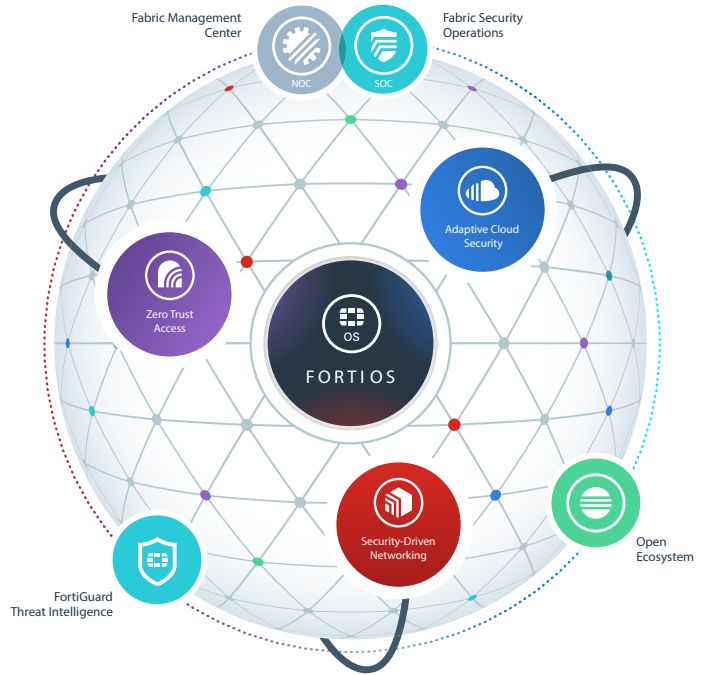 Fabric Management
Center
NOC
SOC
Fabric Security
Operations
Adaptive Cloud
Security
Zero Trust
Access
OS
FORTIOS
Security-Driven
Networking
Open
Ecosystem
FortiGuard
Threat Intelligence